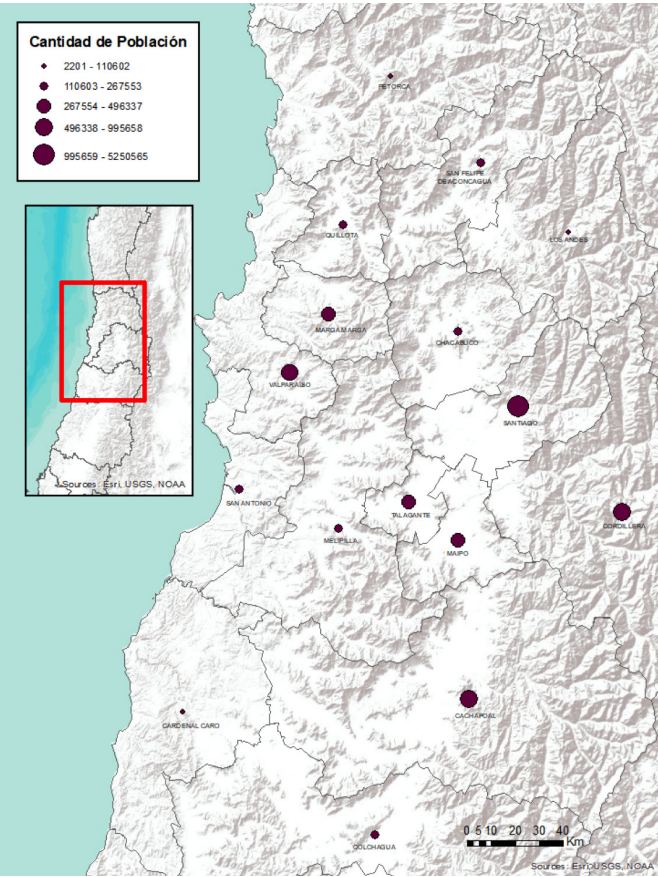 Cantidad de Población
2201 - 110602
110603 - 267553
267554 - 496337
496338 - 995658
995659 - 5250565
PETORCA
SAN FELIPE
DE ACONCAGUA
QUILLOTA
LOS ANDES
MARGA MARGA
CHACABUCO
VALPARAISO
SANTIAGO
Sources: Esri, USGS, NOAA
SAN ANTONIO
TALAGANTE
CORDILLERA
MELIPILLA
MAIPO
CARDENAL CARO
CACHAPOAL
COLCHAGUA
0 5 10 20 30 40
Km
Sources: Esri, USGS, NOAA